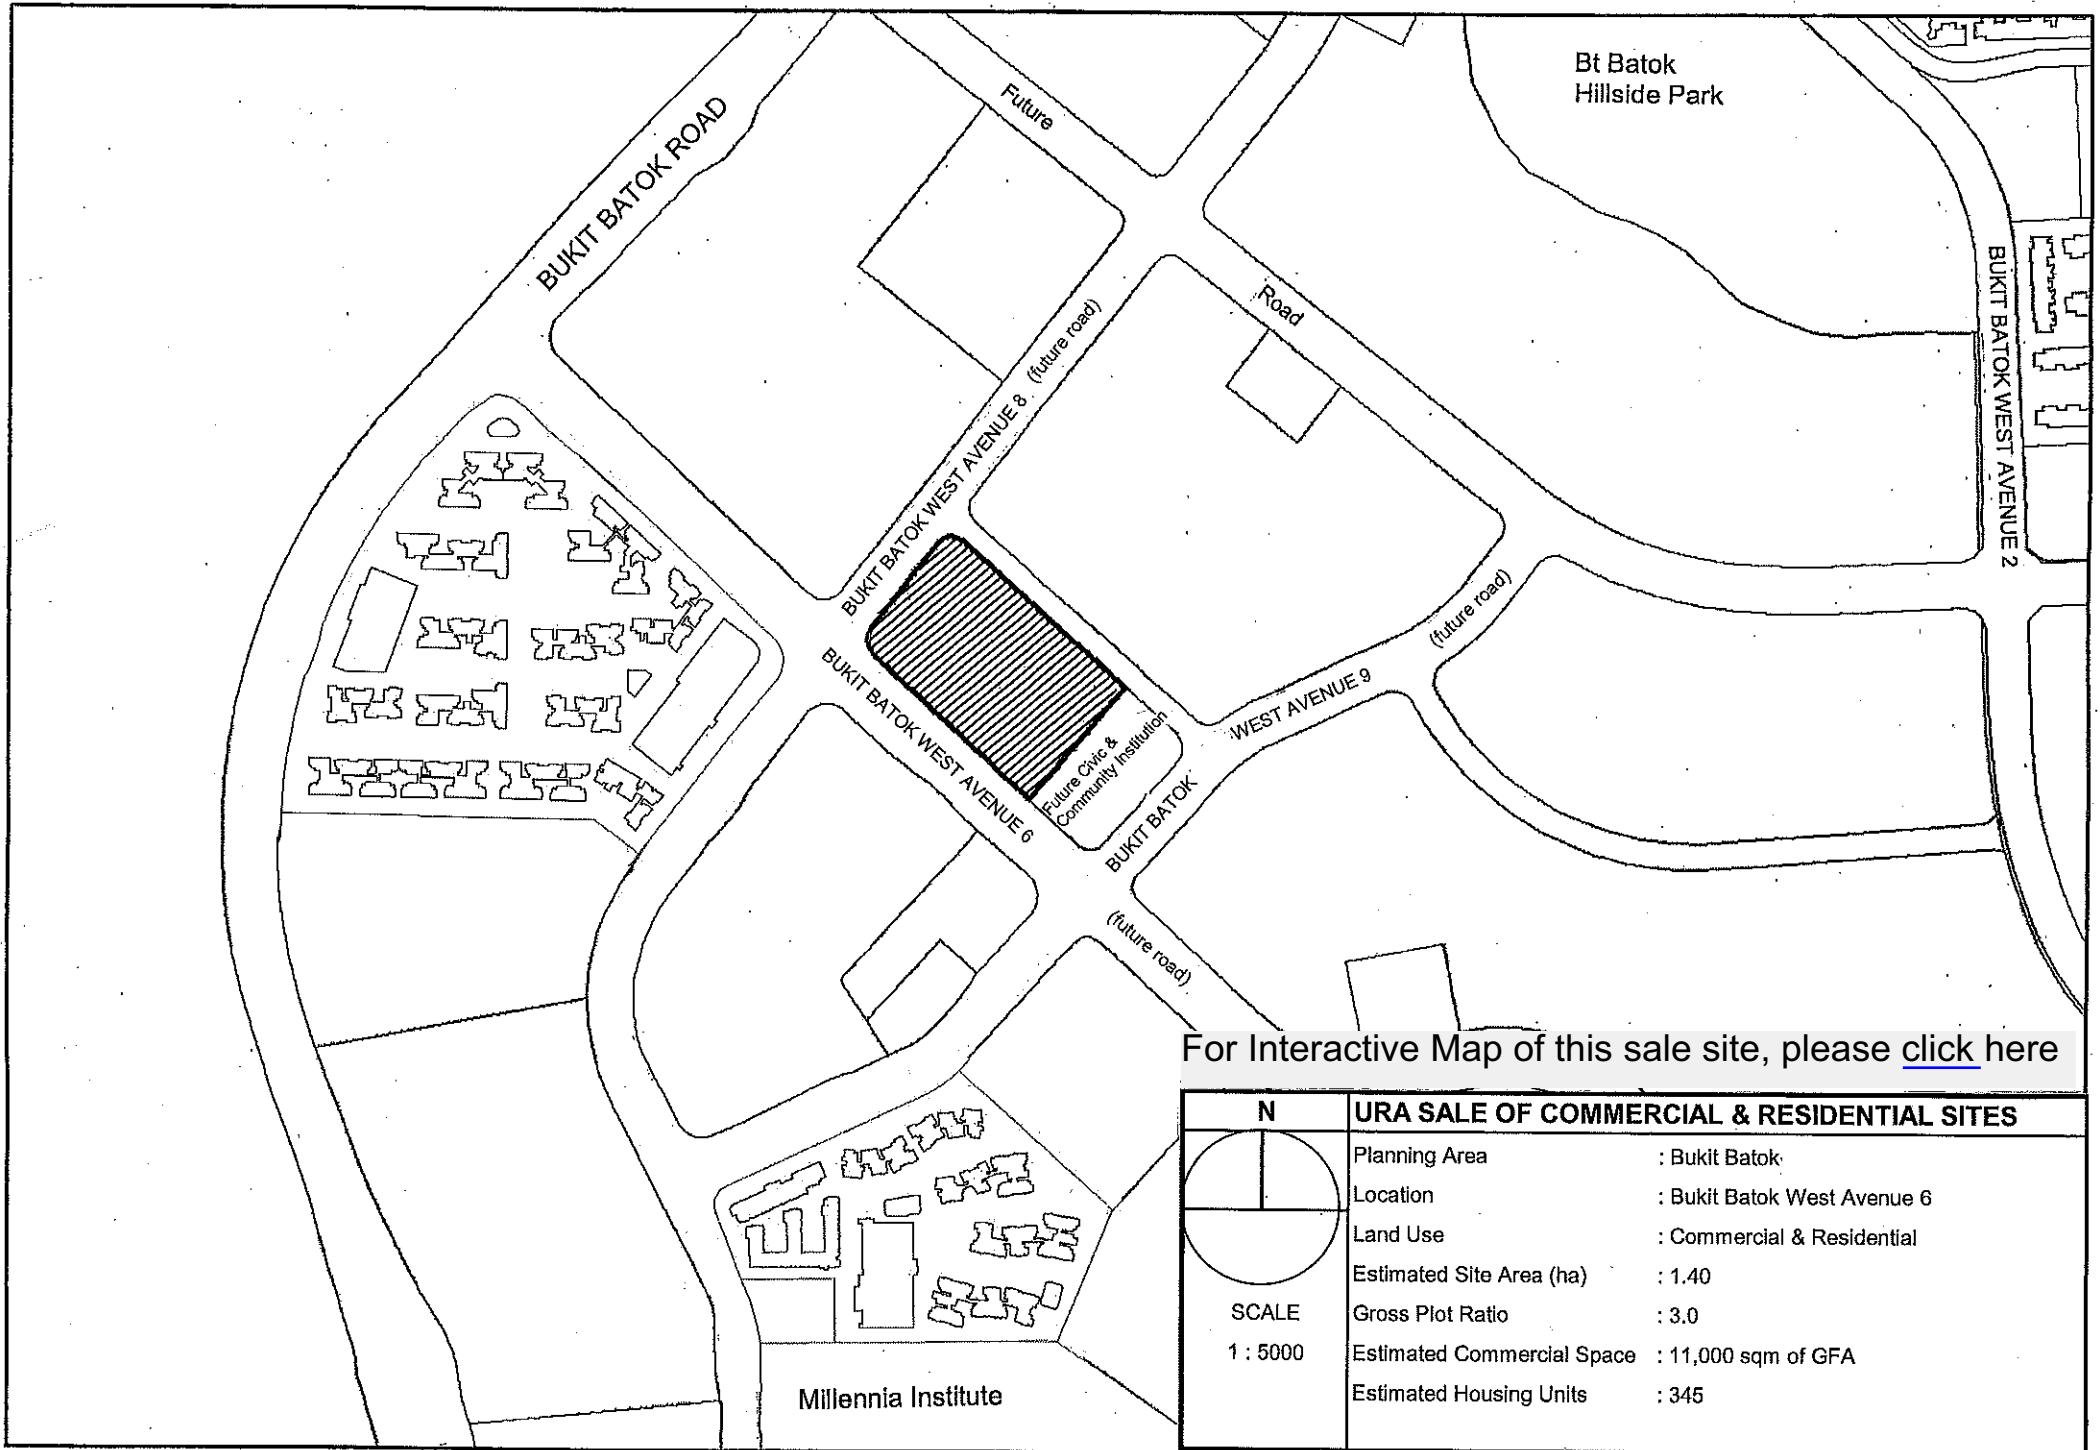 Bt Batok
Hillside Park
Future
BUKIT BATOK ROAD
Road
BUKIT BATOK WEST AVENUE 2
BUKIT BATOK WEST AVENUE 8 (future road)
(future road)
BUKIT BATOK WEST AVENUE 6
BUKIT BATOK WEST AVENUE 9
Future Civic &
Community Institution
(future road)
Millennia Institute
For Interactive Map of this sale site, please click here
N
SCALE
1 : 5000
URA SALE OF COMMERCIAL & RESIDENTIAL SITES
Planning Area : Bukit Batok
Location : Bukit Batok West Avenue 6
Land Use : Commercial & Residential
Estimated Site Area (ha) : 1.40
Gross Plot Ratio : 3.0
Estimated Commercial Space : 11,000 sqm of GFA
Estimated Housing Units : 345